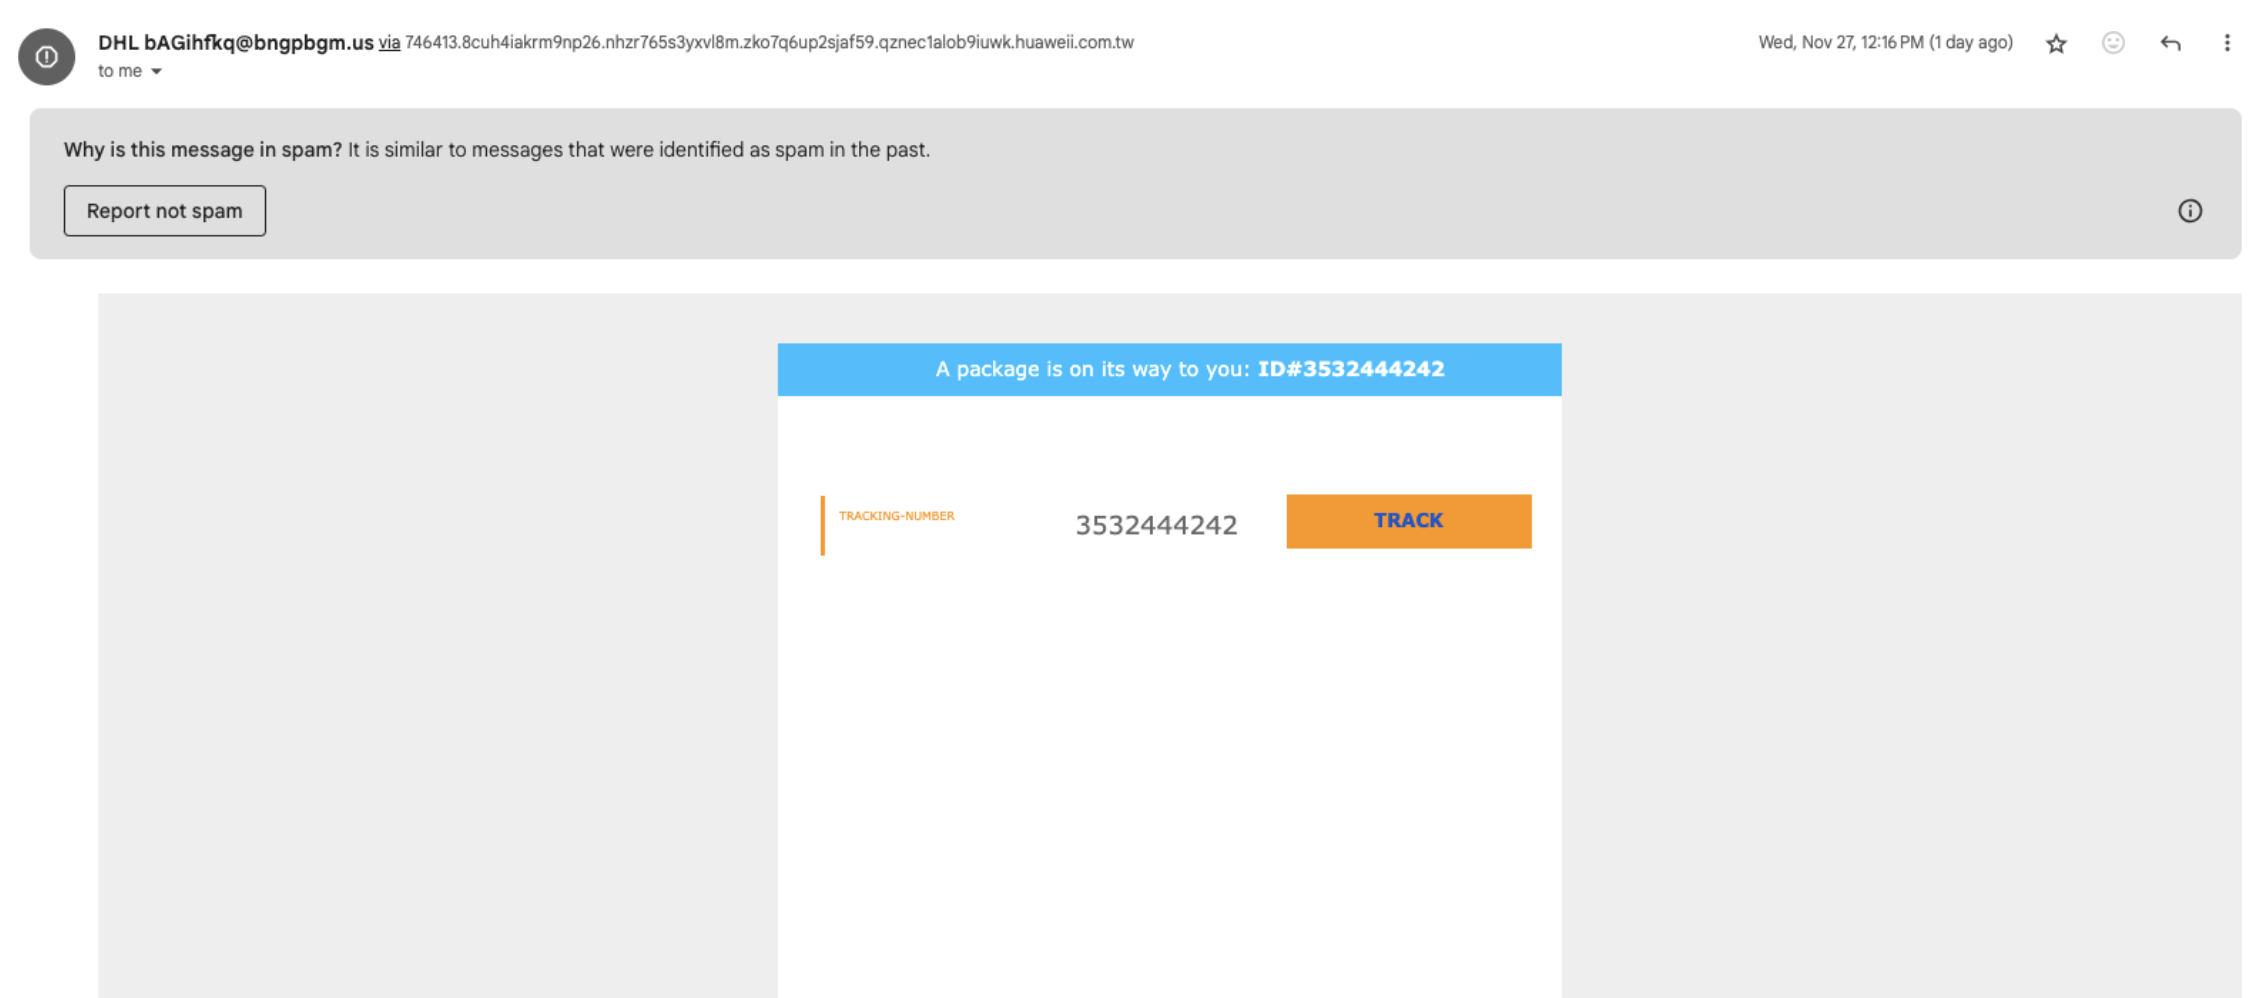 DHL bAGihfkq@bngpbgm.us via 746413.8cuh4iakrm9np26.nhzr765s3yxvl8m.zko7q6up2sjaf59.qznec1alob9iuwk.huaweii.com.tw Wed, Nov 27, 12:16 PM (1 day ago)
to me
Why is this message in spam? It is similar to messages that were identified as spam in the past.
Report not spam
A package is on its way to you: ID#3532444242
TRACKING-NUMBER 3532444242 TRACK